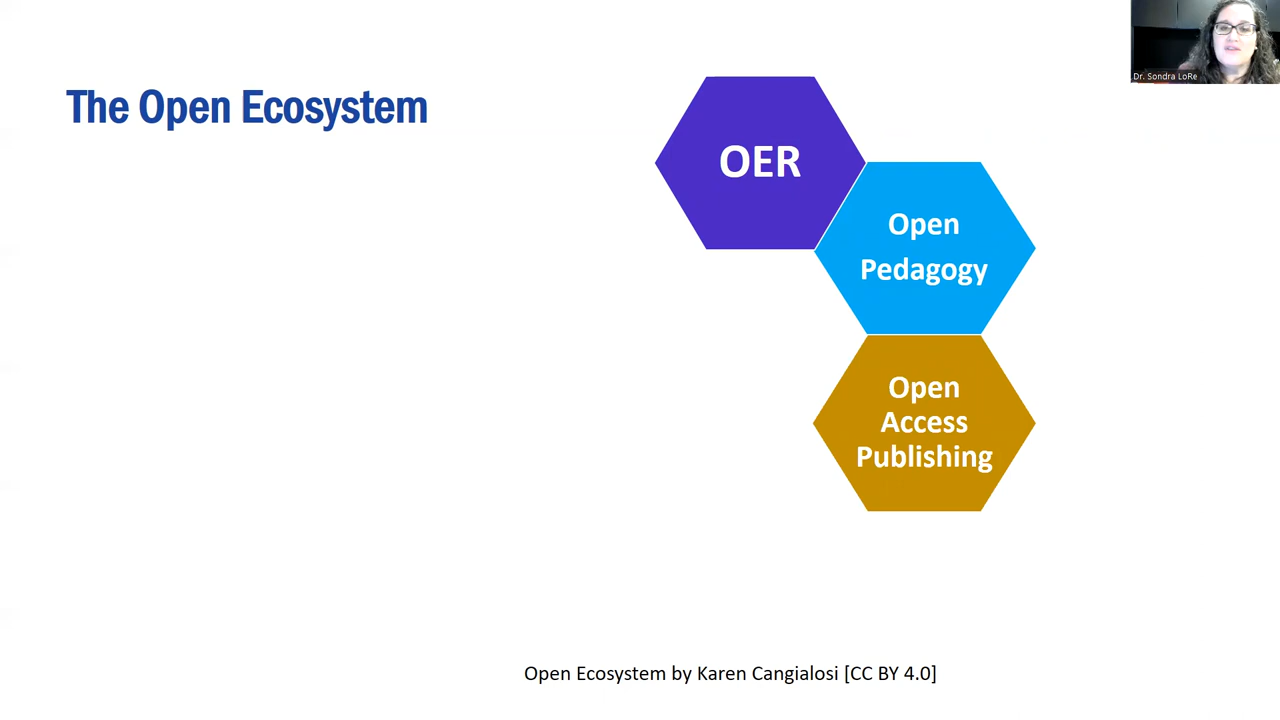 The Open Ecosystem
OER
Open
Pedagogy
Open
Access
Publishing
Open Ecosystem by Karen Cangialosi [CC BY 4.0]
Dr. Sondra LoRe